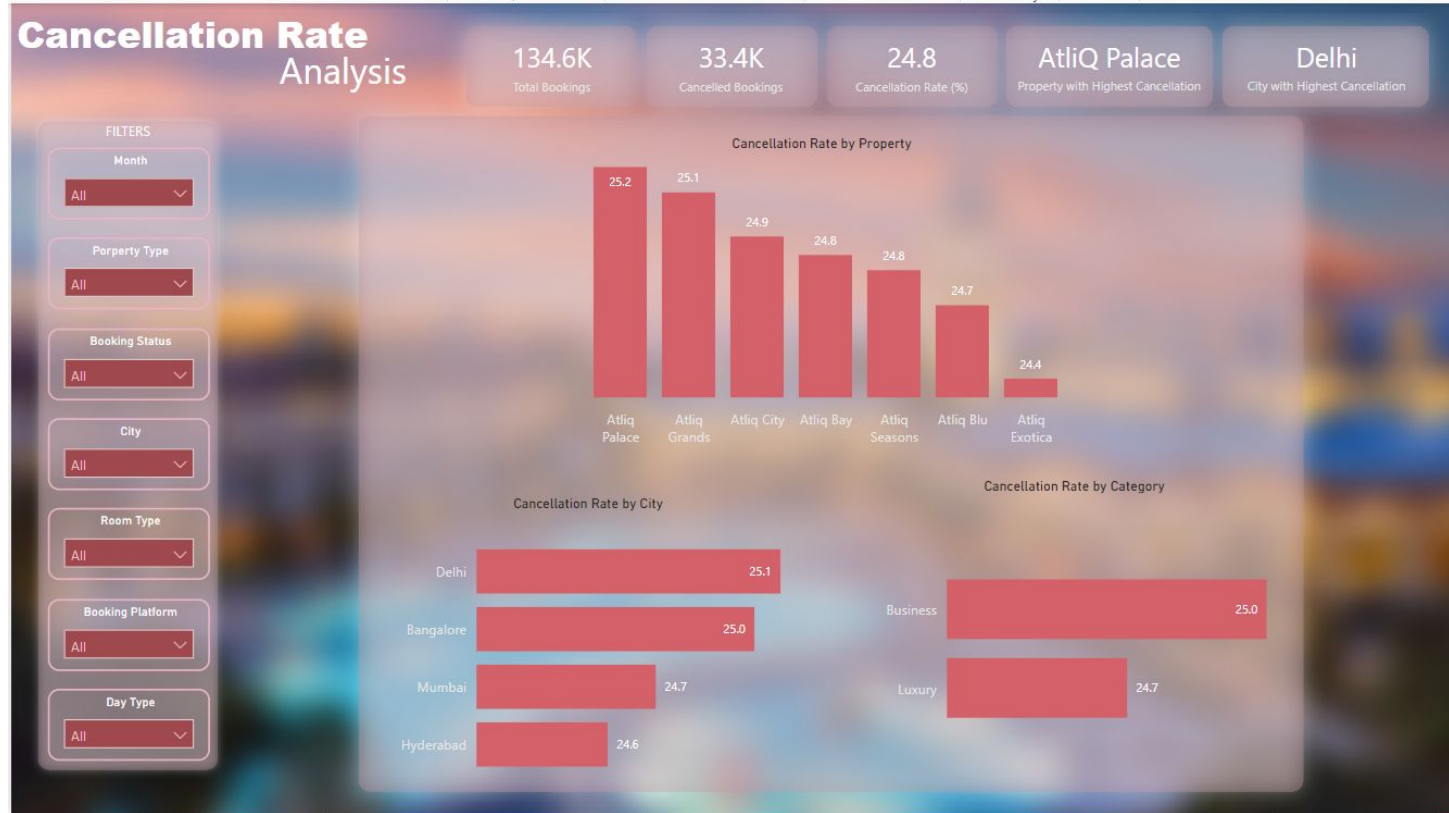 Cancellation Rate
Analysis
134.6K
Total Bookings
33.4K
Cancelled Bookings
24.8
Cancellation Rate (%)
AtliQ Palace
Property with Highest Cancellation
Delhi
City with Highest Cancellation
FILTERS
Month
All
Porperty Type
All
Booking Status
All
City
All
Room Type
All
Booking Platform
All
Day Type
All
Cancellation Rate by Property
25.2
25.1
24.9
24.8
24.8
24.7
24.4
Atliq
Palace
Atliq
Grands
Atliq City
Atliq Bay
Atliq
Seasons
Atliq Blu
Atliq
Exotica
Cancellation Rate by City
Delhi
25.1
Bangalore
25.0
Mumbai
24.7
Hyderabad
24.6
Cancellation Rate by Category
Business
25.0
Luxury
24.7